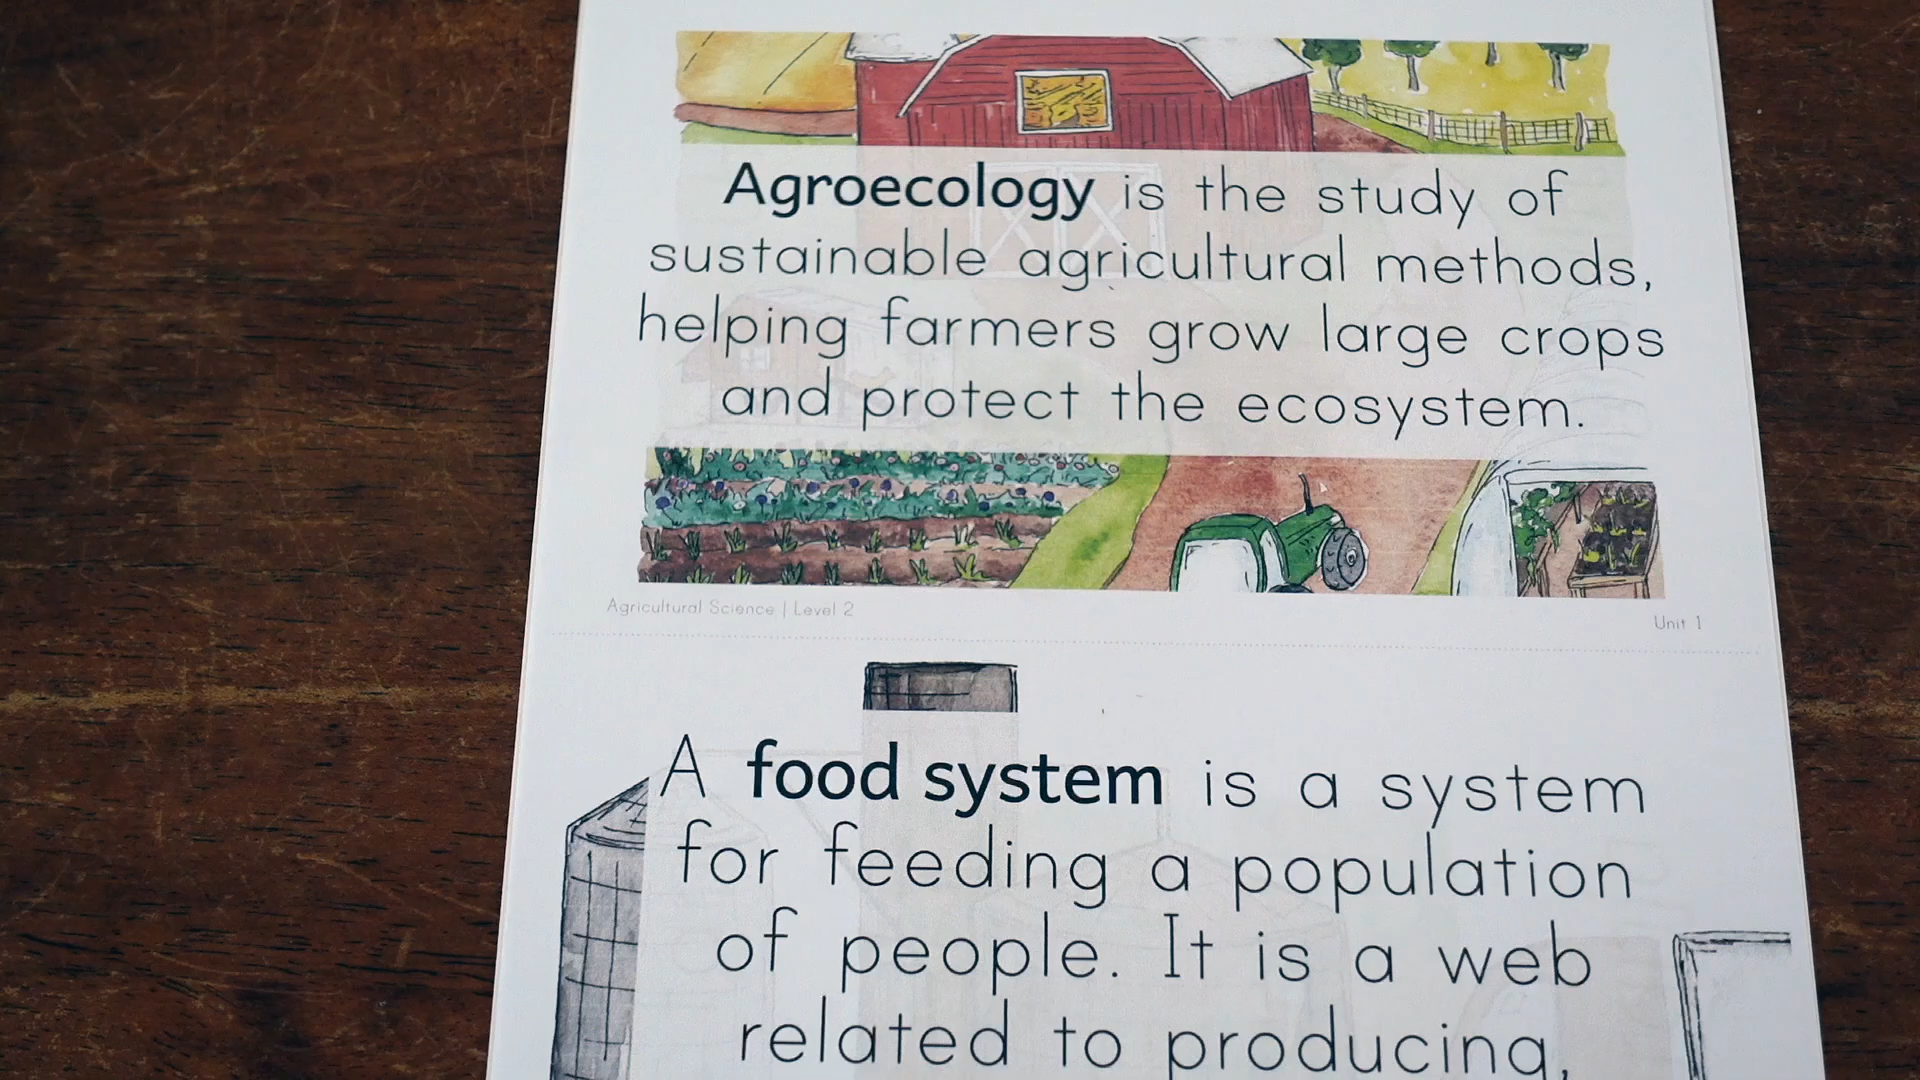 Agroecology is the study of
sustainable agricultural methods,
helping farmers grow large crops
and protect the ecosystem.
Agricultural Science | Level 2
Unit 1
A food system is a system
for feeding a population
of people. It is a web
related to producing,